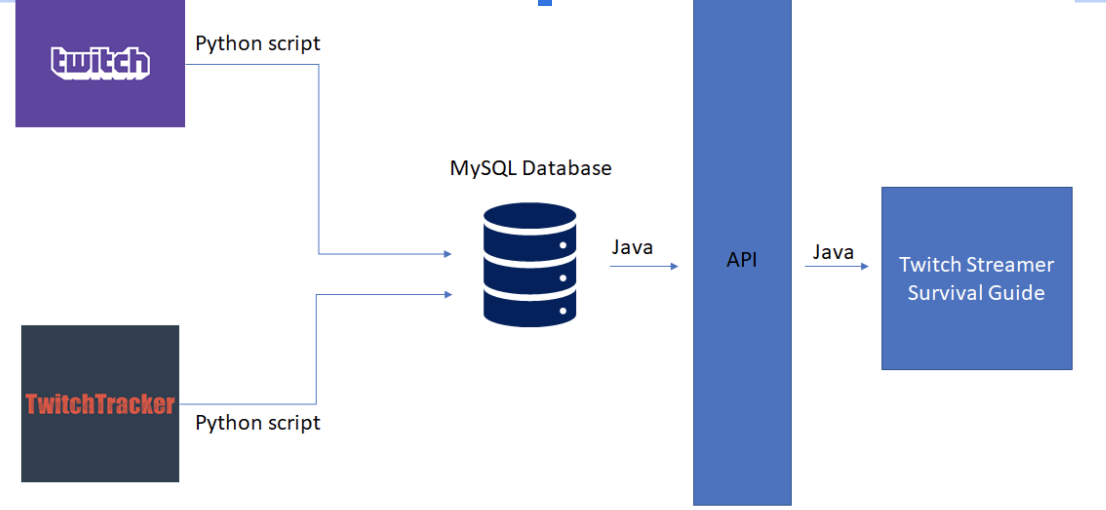 twitch
Python script
MySQL Database
Java
API
Java
Twitch Streamer
Survival Guide
TwitchTracker
Python script